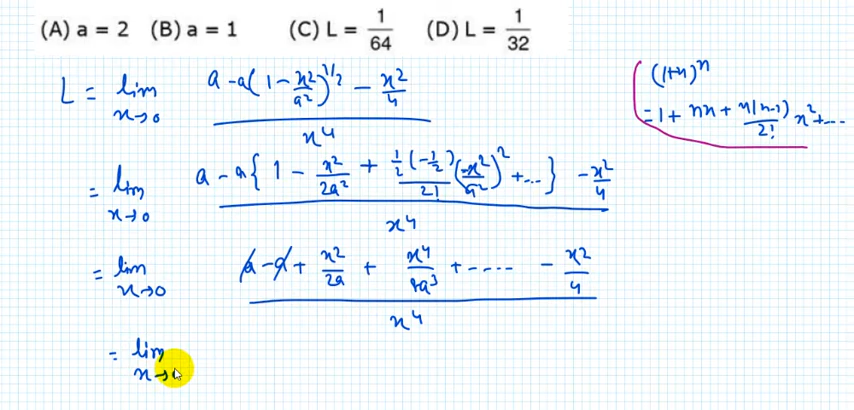 (A) a = 2 (B) a = 1 (C) L = 1/64 (D) L = 1/32
L = lim x→0 (a - a(1 - x²/a²)^1/2 - x²/4) / x⁴
(1+x)ⁿ
= 1 + nx + n(n-1)/2! x² + ....
= lim x→0 (a - a{1 - x²/2a² + ½(-½)/2! (-x²/a²)² + ...} - x²/4) / x⁴
= lim x→0 (a - a + x²/2a + x⁴/8a³ + ..... - x²/4) / x⁴
= lim x→0